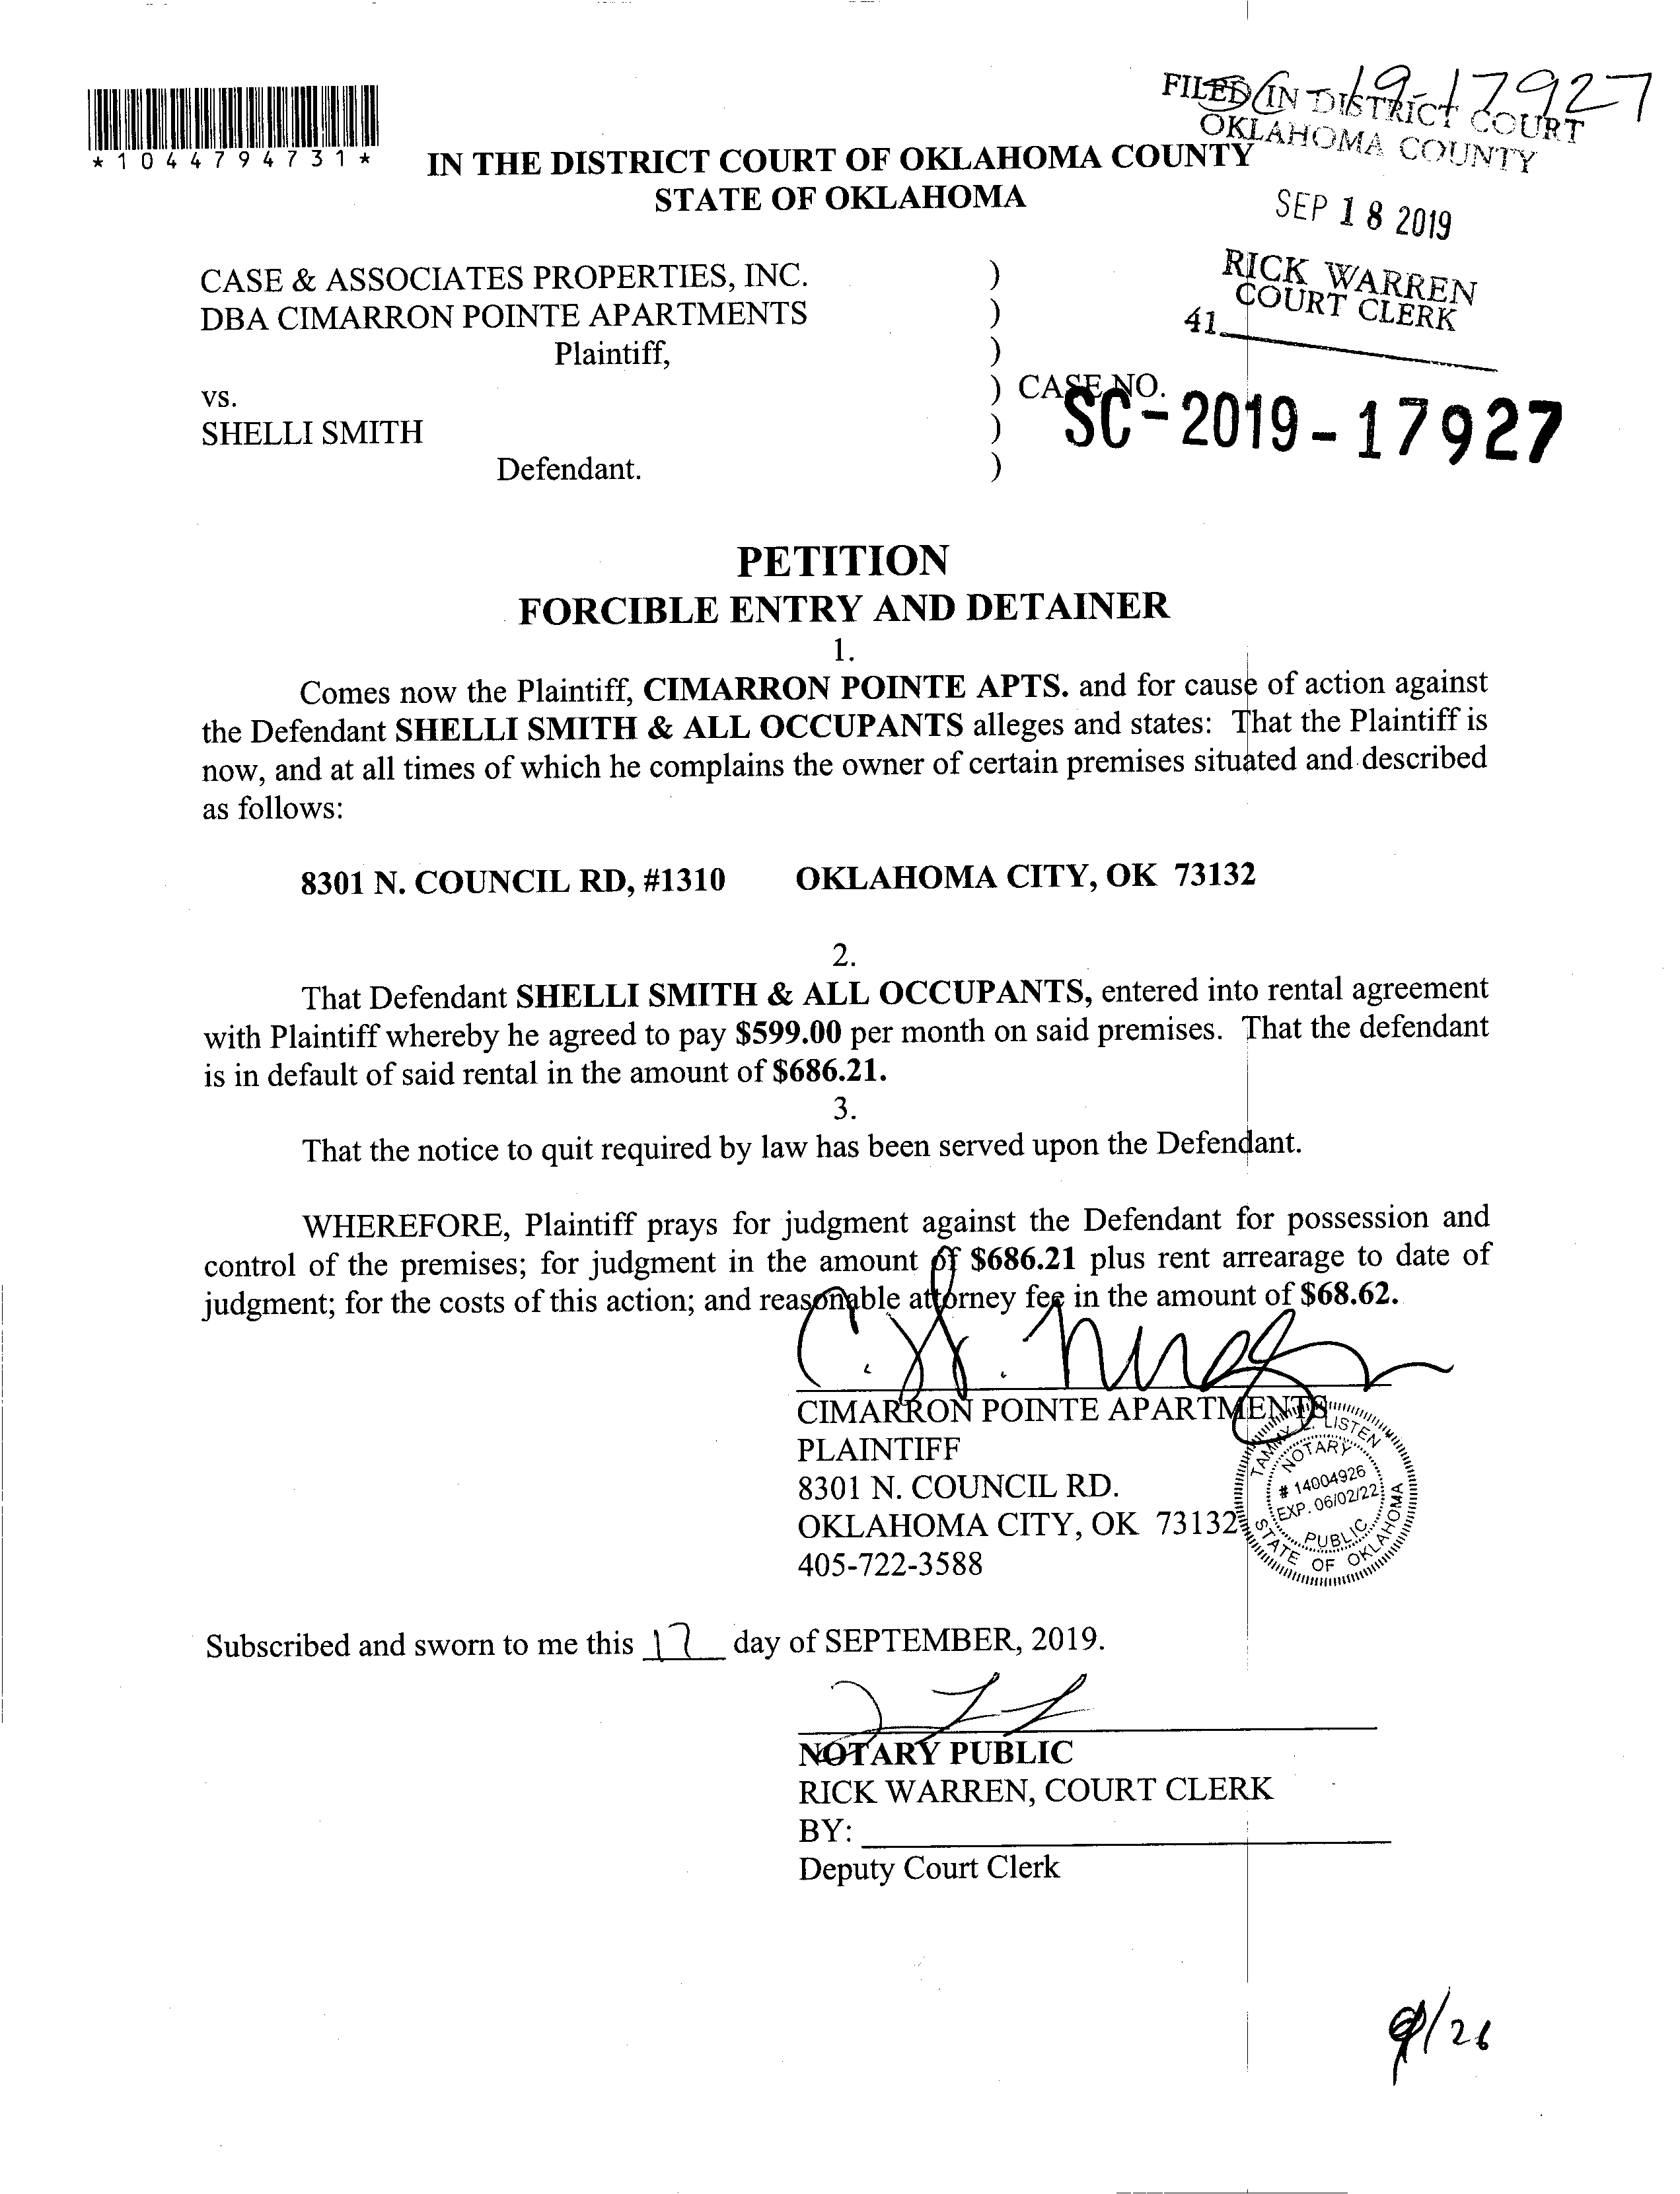 SC-19-17927
FILED IN DISTRICT COURT
OKLAHOMA COUNTY
*1044794731*
IN THE DISTRICT COURT OF OKLAHOMA COUNTY
STATE OF OKLAHOMA
SEP 18 2019
RICK WARREN
COURT CLERK
41
CASE & ASSOCIATES PROPERTIES, INC. )
DBA CIMARRON POINTE APARTMENTS )
Plaintiff, )
vs. ) CASE NO.
SC-2019-17927
SHELLI SMITH )
Defendant. )
PETITION
FORCIBLE ENTRY AND DETAINER
1.
Comes now the Plaintiff, CIMARRON POINTE APTS. and for cause of action against
the Defendant SHELLI SMITH & ALL OCCUPANTS alleges and states: That the Plaintiff is
now, and at all times of which he complains the owner of certain premises situated and described
as follows:
8301 N. COUNCIL RD, #1310 OKLAHOMA CITY, OK 73132
2.
That Defendant SHELLI SMITH & ALL OCCUPANTS, entered into rental agreement
with Plaintiff whereby he agreed to pay $599.00 per month on said premises. That the defendant
is in default of said rental in the amount of $686.21.
3.
That the notice to quit required by law has been served upon the Defendant.
WHEREFORE, Plaintiff prays for judgment against the Defendant for possession and
control of the premises; for judgment in the amount of $686.21 plus rent arrearage to date of
judgment; for the costs of this action; and reasonable attorney fee in the amount of $68.62.
CIMARRON POINTE APARTMENTS
PLAINTIFF
8301 N. COUNCIL RD.
OKLAHOMA CITY, OK 73132
405-722-3588
TAMMY L. LISTEN
NOTARY
# 14004926
EXP. 06/02/22
PUBLIC
STATE OF OKLAHOMA
Subscribed and sworn to me this 17 day of SEPTEMBER, 2019.
NOTARY PUBLIC
RICK WARREN, COURT CLERK
BY:
Deputy Court Clerk
9/26